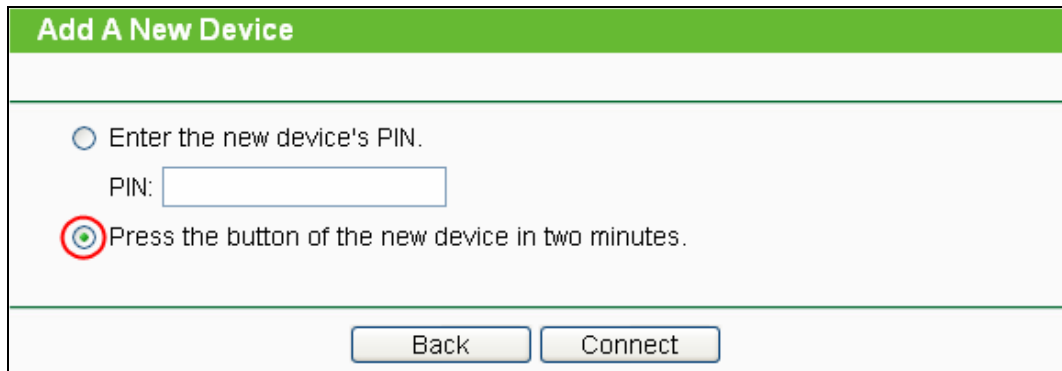 Add A New Device
Enter the new device's PIN.
PIN:
Press the button of the new device in two minutes.
Back Connect